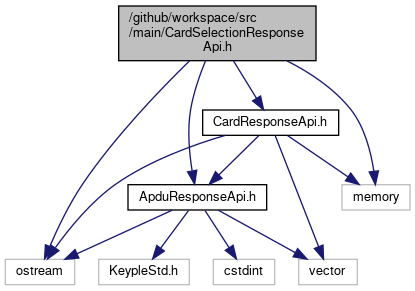 /github/workspace/src
/main/CardSelectionResponse
Api.h
CardResponseApi.h
ApduResponseApi.h
memory
ostream
KeypleStd.h
cstdint
vector